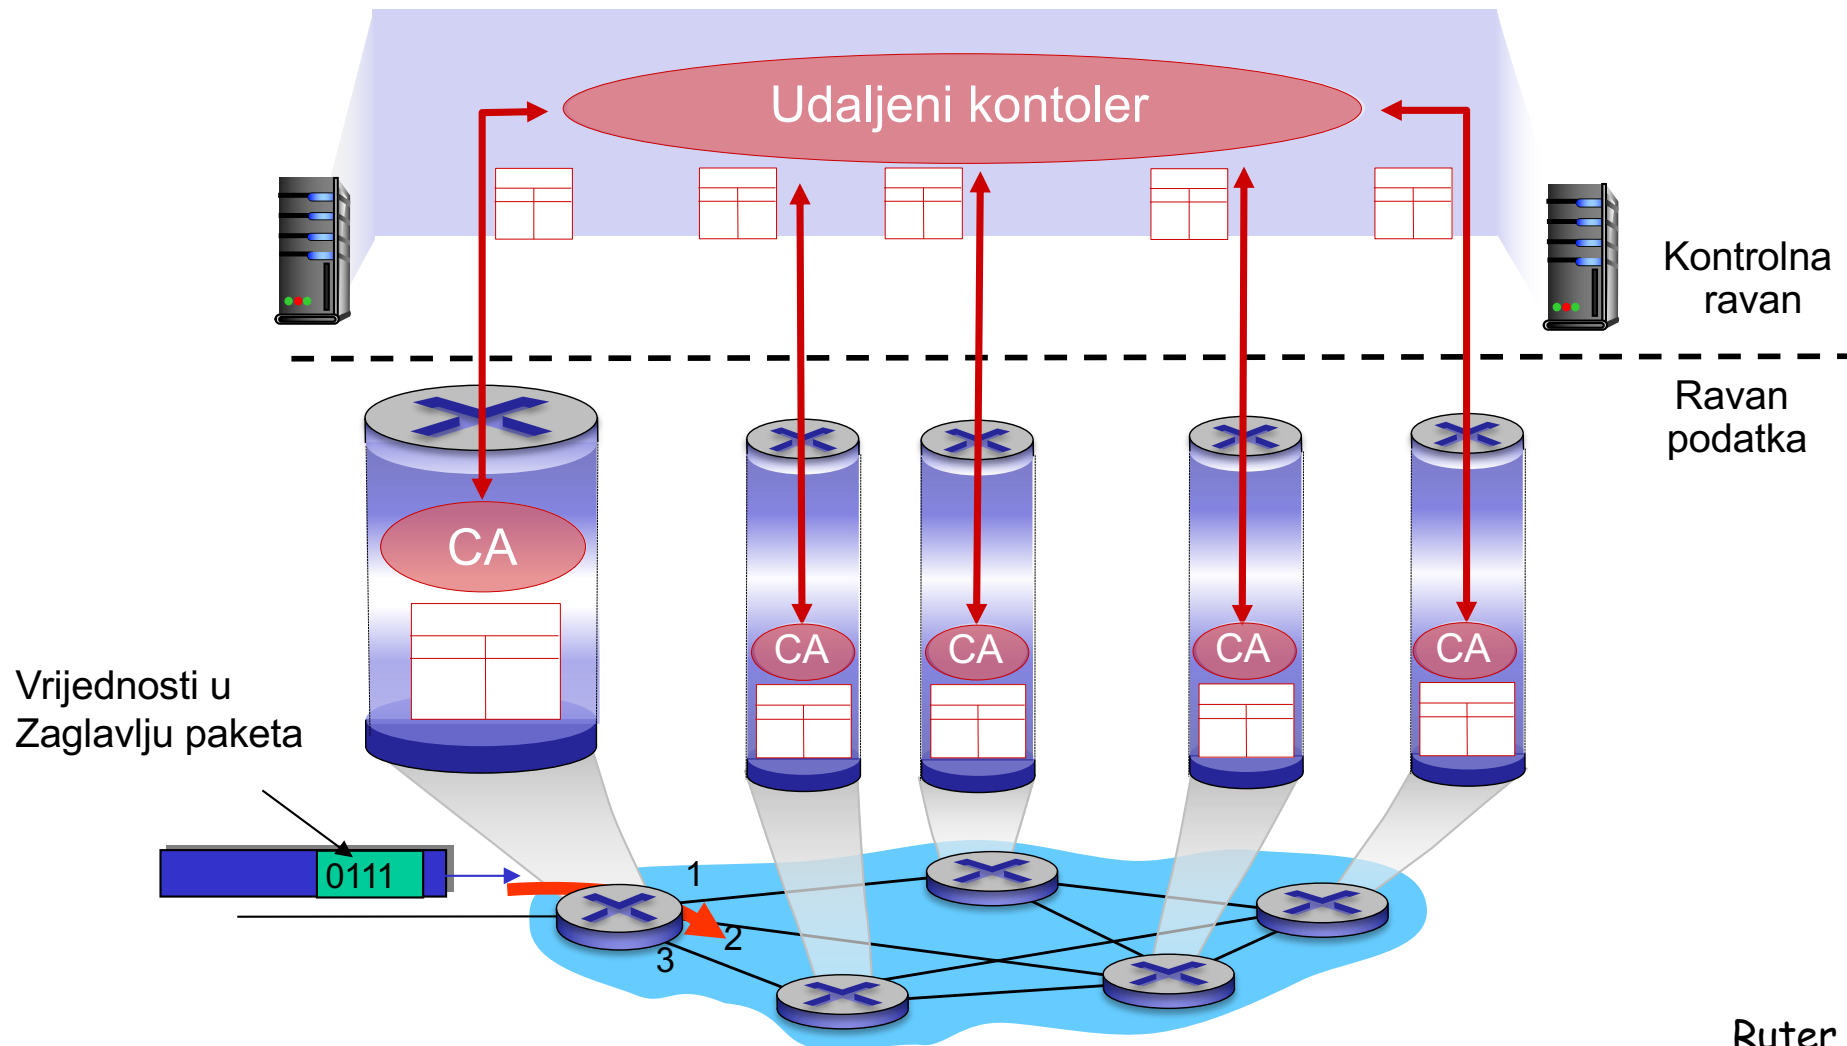 Udaljeni kontoler
Kontrolna
ravan
Ravan
podatka
CA
CA
CA
CA
CA
Vrijednosti u
Zaglavlju paketa
0111
1
2
3
Ruter